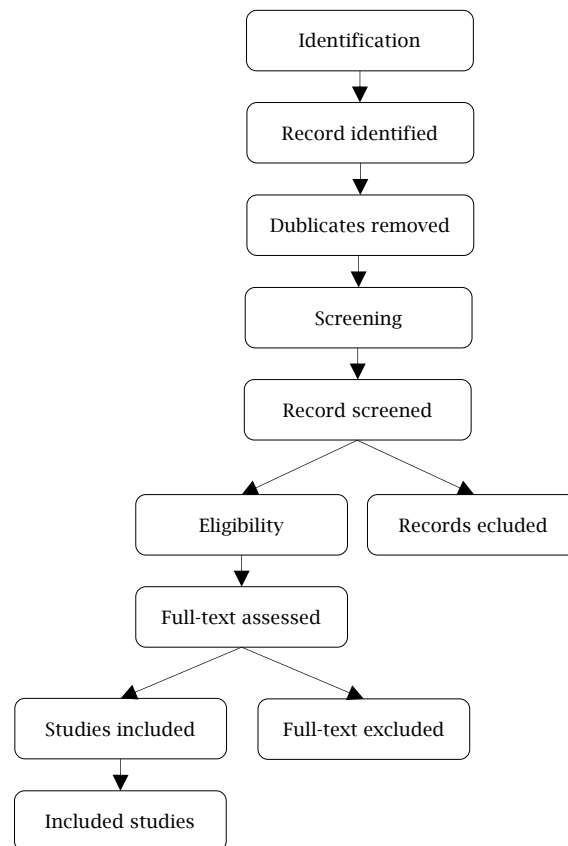 Identification
Record identified
Dublicates removed
Screening
Record screened
Eligibility
Records ecluded
Full-text assessed
Studies included
Full-text excluded
Included studies